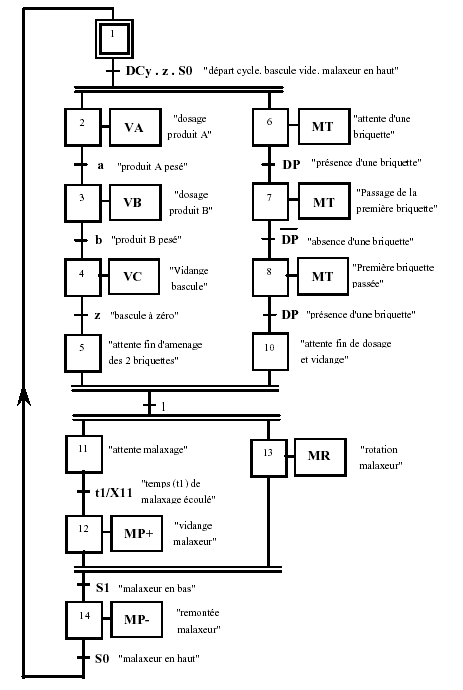 1
DCy . z . S0 "départ cycle. bascule vide. malaxeur en haut"
2 VA "dosage
produit A"
6 MT "attente d'une
briquette"
a "produit A pesé"
DP "présence d'une briquette"
3 VB "dosage
produit B"
7 MT "Passage de la
première briquette"
b "produit B pesé"
DP "absence d'une briquette"
4 VC "Vidange
bascule"
8 MT "Première briquette
passée"
z "bascule à zéro"
DP "présence d'une briquette"
5 "attente fin d'amenage
des 2 briquettes"
10 "attente fin de dosage
et vidange"
1
11 "attente malaxage"
13 MR "rotation
malaxeur"
t1/X11 "temps (t1) de
malaxage écoulé"
12 MP+ "vidange
malaxeur"
S1 "malaxeur en bas"
14 MP- "remontée
malaxeur"
S0 "malaxeur en haut"